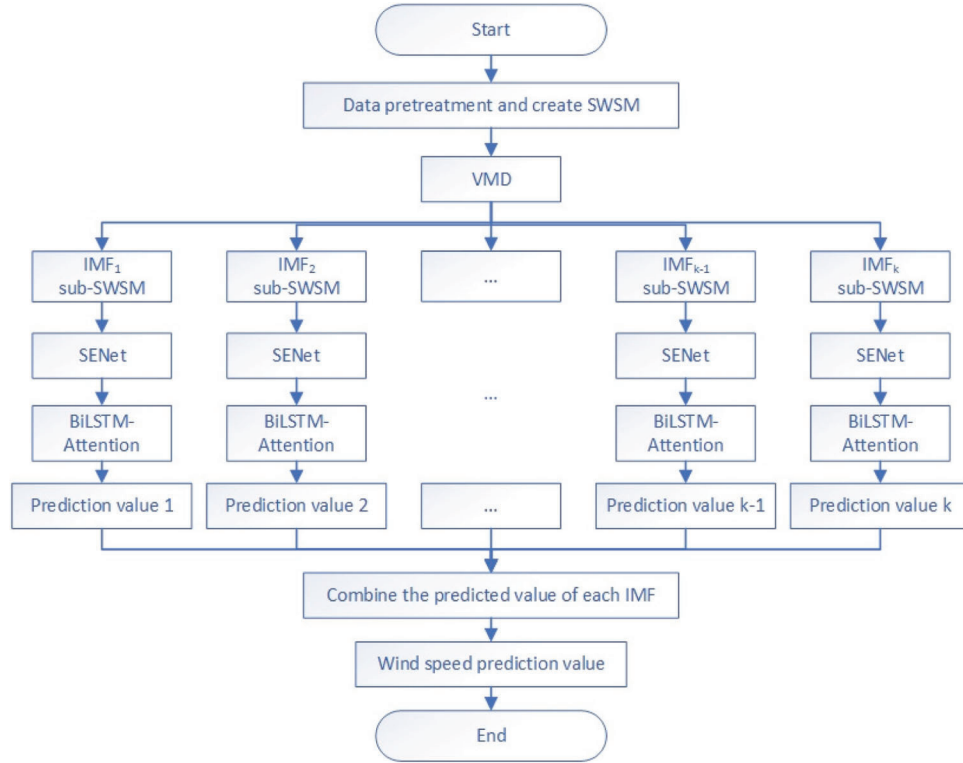 Start
Data pretreatment and create SWSM
VMD
IMF₁
sub-SWSM
IMF₂
sub-SWSM
...
IMFₖ₋₁
sub-SWSM
IMFₖ
sub-SWSM
SENet
SENet
SENet
SENet
...
BiLSTM-
Attention
BiLSTM-
Attention
BiLSTM-
Attention
BiLSTM-
Attention
Prediction value 1
Prediction value 2
...
Prediction value k-1
Prediction value k
Combine the predicted value of each IMF
Wind speed prediction value
End